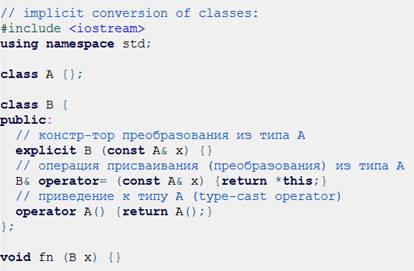 // implicit conversion of classes:
#include <iostream>
using namespace std;
class A {};
class B {
public:
// констр-тор преобразования из типа A
explicit B (const A& x) {}
// операция присваивания (преобразования) из типа A
B& operator= (const A& x) {return *this;}
// приведение к типу A (type-cast operator)
operator A() {return A();}
};
void fn (B x) {}